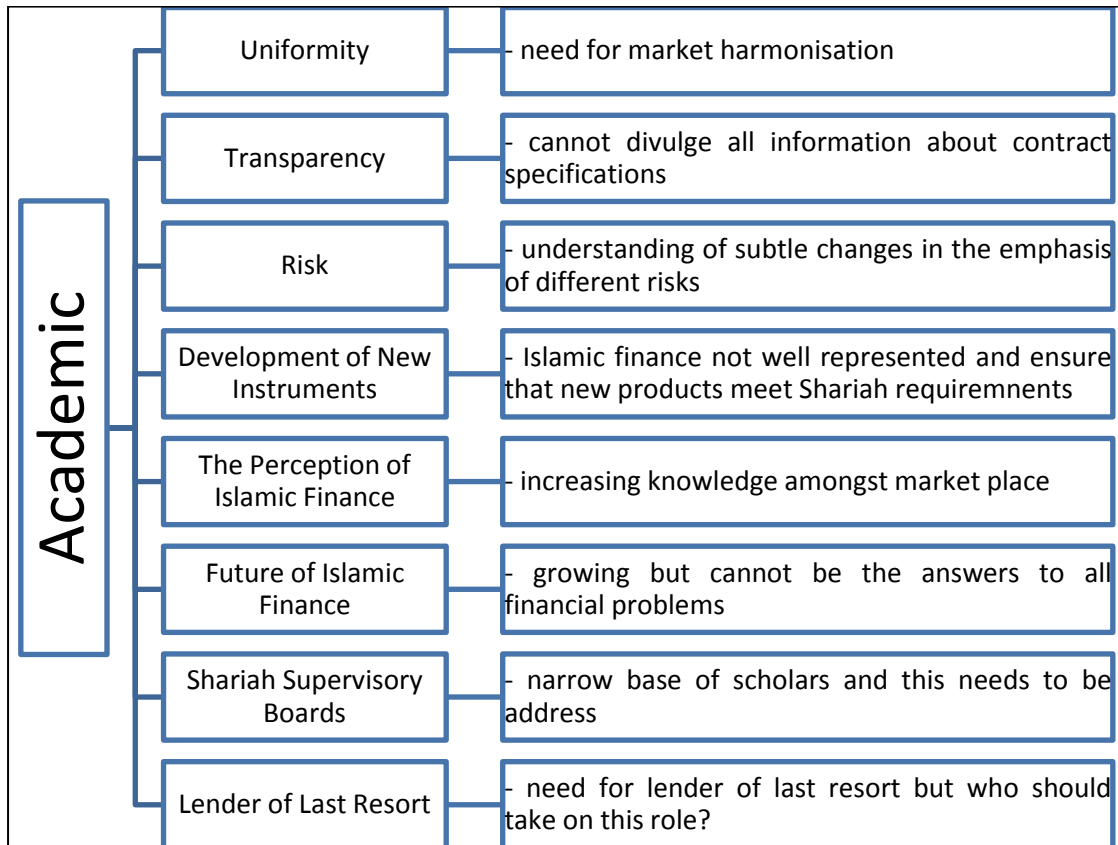 Academic
Uniformity
- need for market harmonisation
Transparency
- cannot divulge all information about contract
specifications
Risk
- understanding of subtle changes in the emphasis
of different risks
Development of New
Instruments
- Islamic finance not well represented and ensure
that new products meet Shariah requiremnents
The Perception of
Islamic Finance
- increasing knowledge amongst market place
Future of Islamic
Finance
- growing but cannot be the answers to all
financial problems
Shariah Supervisory
Boards
- narrow base of scholars and this needs to be
address
Lender of Last Resort
- need for lender of last resort but who should
take on this role?